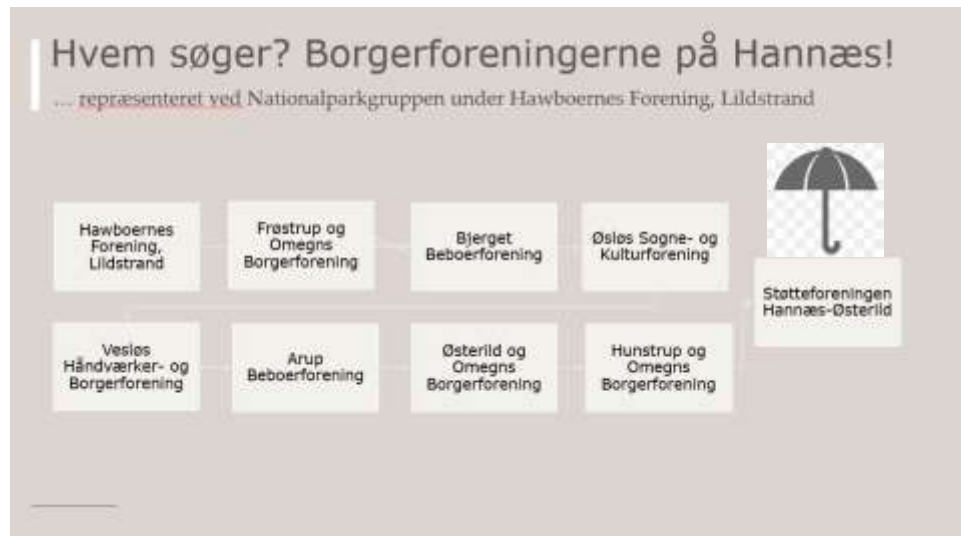 Hvem søger? Borgerforeningerne på Hannæs!
... repræsenteret ved Nationalparkgruppen under Hawboernes Forening, Lildstrand
Hawboernes
Forening,
Lildstrand
Frøstrup og
Omegns
Borgerforening
Bjerget
Beboerforening
Øsløs Sogne- og
Kulturforening
Støtteforeningen
Hannæs-Østerild
Vesløs
Håndværker- og
Borgerforening
Arup
Beboerforening
Østerild og
Omegns
Borgerforening
Hunstrup og
Omegns
Borgerforening